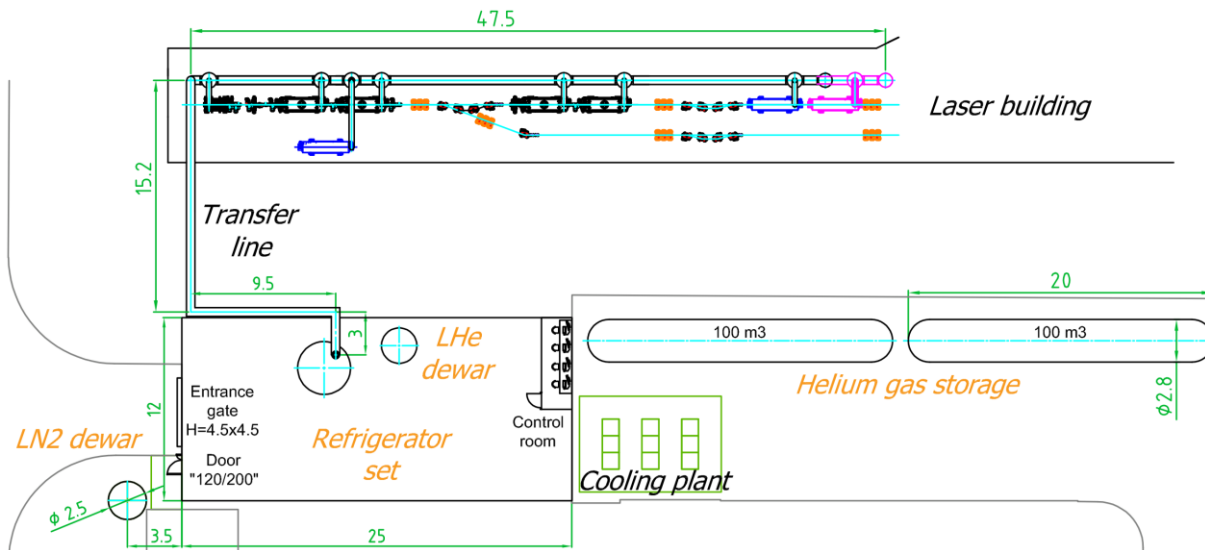 47.5
Laser building
15.2
Transfer
line
9.5
20
3
100 m3
100 m3
LHe
dewar
Helium gas storage
ϕ2.8
Entrance
gate
H=4.5x4.5
12
Control
room
LN2 dewar
Refrigerator
set
Door
"120/200"
Cooling plant
ϕ 2.5
3.5
25